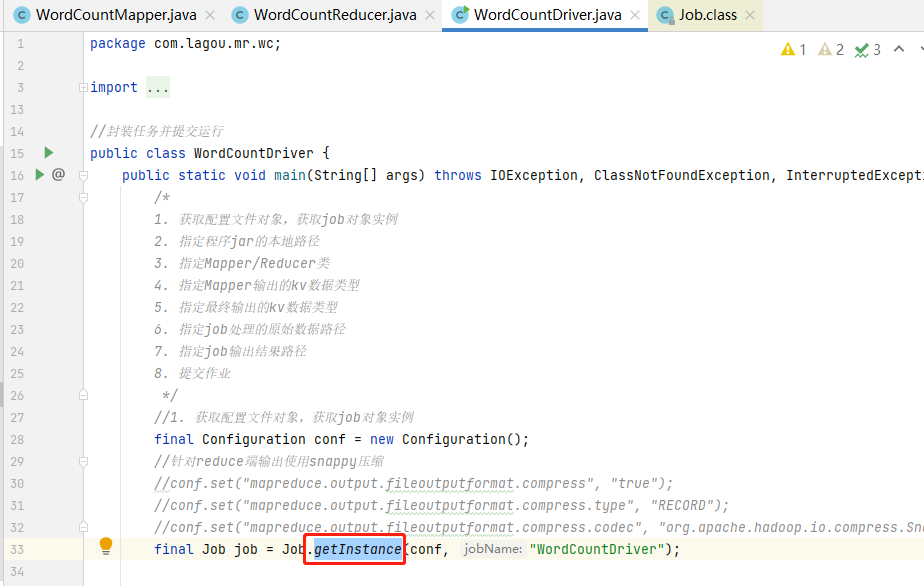 WordCountMapper.java × WordCountReducer.java × WordCountDriver.java × Job.class ×
1 package com.lagou.mr.wc; 1 2 3
2
3 import ...
13
14 //封装任务并提交运行
15 public class WordCountDriver {
16 @ public static void main(String[] args) throws IOException, ClassNotFoundException, InterruptedExcepti
17 /*
18 1. 获取配置文件对象，获取job对象实例
19 2. 指定程序jar的本地路径
20 3. 指定Mapper/Reducer类
21 4. 指定Mapper输出的kv数据类型
22 5. 指定最终输出的kv数据类型
23 6. 指定job处理的原始数据路径
24 7. 指定job输出结果路径
25 8. 提交作业
26 */
27 //1. 获取配置文件对象，获取job对象实例
28 final Configuration conf = new Configuration();
29 //针对reduce端输出使用snappy压缩
30 //conf.set("mapreduce.output.fileoutputformat.compress", "true");
31 //conf.set("mapreduce.output.fileoutputformat.compress.type", "RECORD");
32 //conf.set("mapreduce.output.fileoutputformat.compress.codec", "org.apache.hadoop.io.compress.Sn
33 final Job job = Job.getInstance(conf, jobName: "WordCountDriver");
34